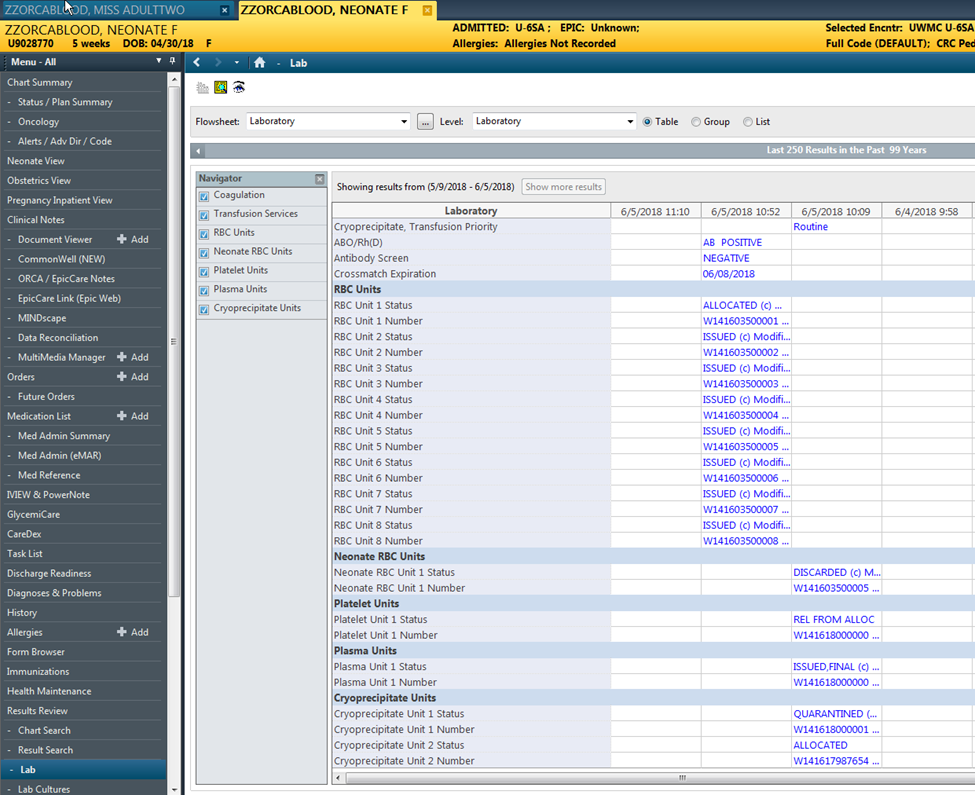 ZZORCABLOOD, MISS ADULTTWO
ZZORCABLOOD, NEONATE F
ZZORCABLOOD, NEONATE F
ADMITTED: U-6SA ; EPIC: Unknown;
Selected Encntr: UWMC U-6SA
U9028770 5 weeks DOB: 04/30/18 F
Allergies: Allergies Not Recorded
Full Code (DEFAULT); CRC Ped
Menu - All
Lab
Chart Summary
- Status / Plan Summary
- Oncology
- Alerts / Adv Dir / Code
Neonate View
Obstetrics View
Pregnancy Inpatient View
Clinical Notes
- Document Viewer + Add
- CommonWell (NEW)
- ORCA / EpicCare Notes
- EpicCare Link (Epic Web)
- MINDscape
- Data Reconciliation
- MultiMedia Manager + Add
Orders + Add
- Future Orders
Medication List + Add
- Med Admin Summary
- Med Admin (eMAR)
- Med Reference
IVIEW & PowerNote
GlycemiCare
CareDex
Task List
Discharge Readiness
Diagnoses & Problems
History
Allergies + Add
Form Browser
Immunizations
Health Maintenance
Results Review
- Chart Search
- Result Search
- Lab
- Lab Cultures
Flowsheet: Laboratory ... Level: Laboratory Table Group List
Last 250 Results in the Past 99 Years
Navigator
Coagulation
Transfusion Services
RBC Units
Neonate RBC Units
Platelet Units
Plasma Units
Cryoprecipitate Units
Showing results from (5/9/2018 - 6/5/2018) Show more results
Laboratory 6/5/2018 11:10 6/5/2018 10:52 6/5/2018 10:09 6/4/2018 9:58
Cryoprecipitate, Transfusion Priority Routine
ABO/Rh(D) AB POSITIVE
Antibody Screen NEGATIVE
Crossmatch Expiration 06/08/2018
RBC Units
RBC Unit 1 Status ALLOCATED (c) ...
RBC Unit 1 Number W141603500001 ...
RBC Unit 2 Status ISSUED (c) Modifi...
RBC Unit 2 Number W141603500002 ...
RBC Unit 3 Status ISSUED (c) Modifi...
RBC Unit 3 Number W141603500003 ...
RBC Unit 4 Status ISSUED (c) Modifi...
RBC Unit 4 Number W141603500004 ...
RBC Unit 5 Status ISSUED (c) Modifi...
RBC Unit 5 Number W141603500005 ...
RBC Unit 6 Status ISSUED (c) Modifi...
RBC Unit 6 Number W141603500006 ...
RBC Unit 7 Status ISSUED (c) Modifi...
RBC Unit 7 Number W141603500007 ...
RBC Unit 8 Status ISSUED (c) Modifi...
RBC Unit 8 Number W141603500008 ...
Neonate RBC Units
Neonate RBC Unit 1 Status DISCARDED (c) M...
Neonate RBC Unit 1 Number W141603500005 ...
Platelet Units
Platelet Unit 1 Status REL FROM ALLOC
Platelet Unit 1 Number W141618000000 ...
Plasma Units
Plasma Unit 1 Status ISSUED,FINAL (c) ...
Plasma Unit 1 Number W141618000000 ...
Cryoprecipitate Units
Cryoprecipitate Unit 1 Status QUARANTINED (...
Cryoprecipitate Unit 1 Number W141618000001 ...
Cryoprecipitate Unit 2 Status ALLOCATED
Cryoprecipitate Unit 2 Number W141617987654 ...